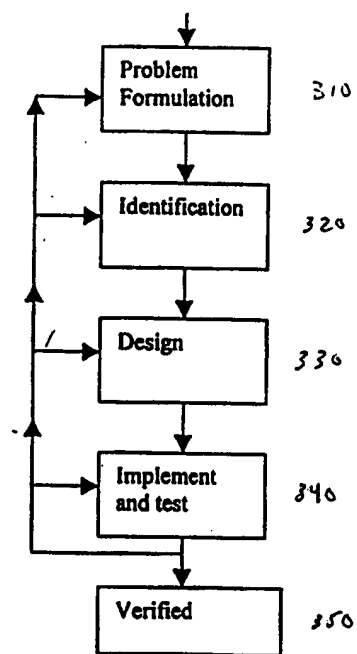 Problem
Formulation
310
Identification
320
Design
330
Implement
and test
340
Verified
350